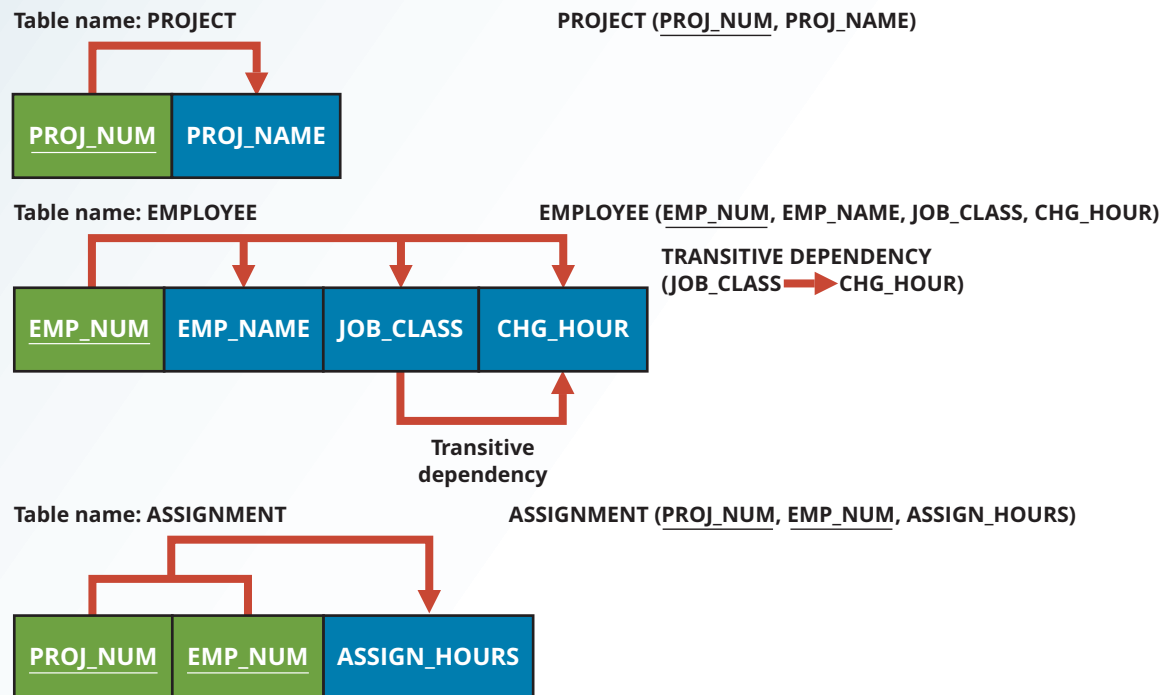 Table name: PROJECT
PROJECT (PROJ_NUM, PROJ_NAME)
PROJ_NUM
PROJ_NAME
Table name: EMPLOYEE
EMPLOYEE (EMP_NUM, EMP_NAME, JOB_CLASS, CHG_HOUR)
TRANSITIVE DEPENDENCY
(JOB_CLASS CHG_HOUR)
EMP_NUM
EMP_NAME
JOB_CLASS
CHG_HOUR
Transitive
dependency
Table name: ASSIGNMENT
ASSIGNMENT (PROJ_NUM, EMP_NUM, ASSIGN_HOURS)
PROJ_NUM
EMP_NUM
ASSIGN_HOURS